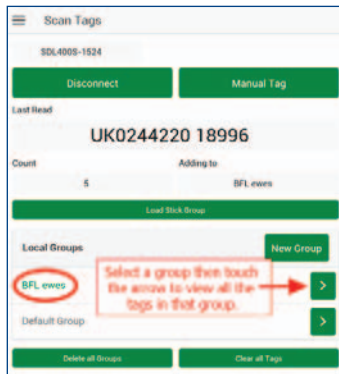 Scan Tags
SDL400S-1524
Disconnect
Manual Tag
Last Read
UK0244220 18996
Count
Adding to
5
BFL ewes
Load Stick Group
Local Groups
New Group
BFL ewes
Select a group then touch
the arrow to view all the
tags in that group.
Default Group
Delete all Groups
Clear all Tags